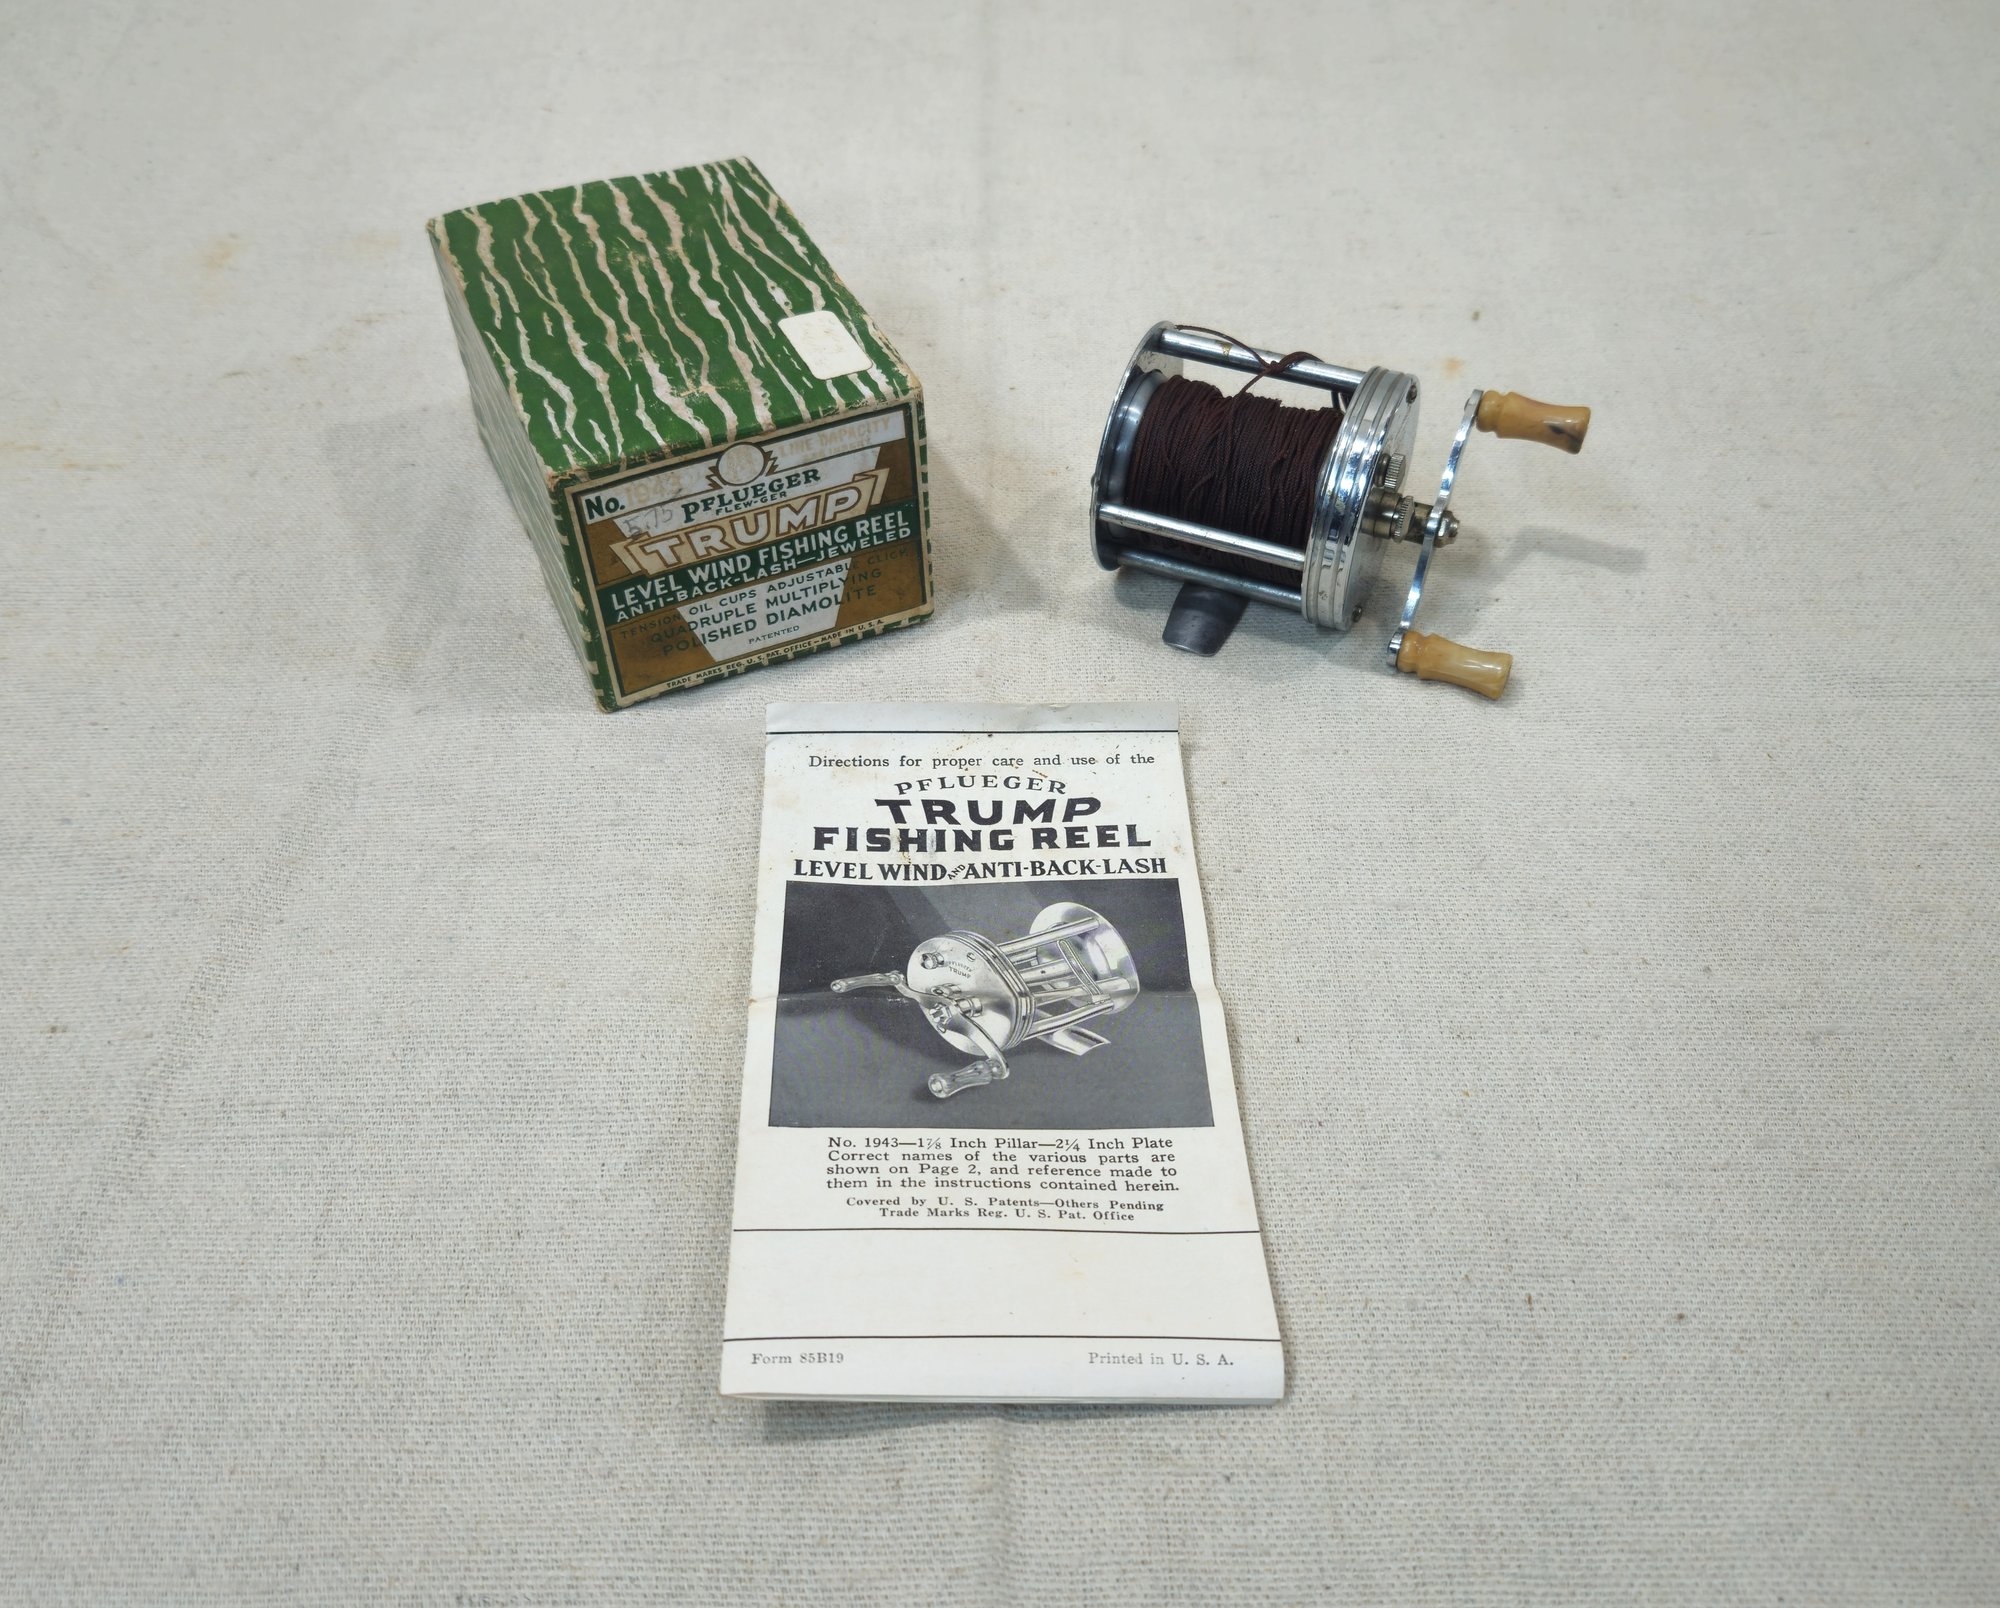 LINE CAPACITY
No. 1943
5.75
PFLUEGER
FLEW-GER
TRUMP
LEVEL WIND FISHING REEL
ANTI-BACK-LASH—JEWELED
TENSION OIL CUPS ADJUSTABLE CLICK
QUADRUPLE MULTIPLYING
POLISHED DIAMOLITE
PATENTED
TRADE MARKS REG. U. S. PAT. OFFICE—MADE IN U. S. A.
Directions for proper care and use of the
PFLUEGER
TRUMP
FISHING REEL
LEVEL WIND AND ANTI-BACK-LASH
PFLUEGER
TRUMP
No. 1943—1⅞ Inch Pillar—2¼ Inch Plate
Correct names of the various parts are
shown on Page 2, and reference made to
them in the instructions contained herein.
Covered by U. S. Patents—Others Pending
Trade Marks Reg. U. S. Pat. Office
Form 85B19 Printed in U. S. A.